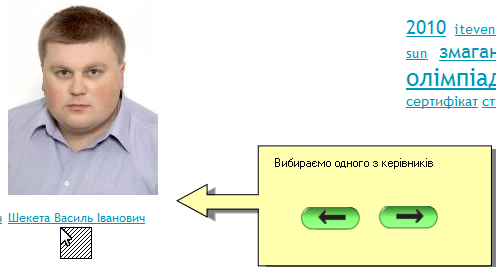 2010 iteven
sun змаган
олімпіад
сертифікат ст
Вибираємо одного з керівників
Шекета Василь Іванович